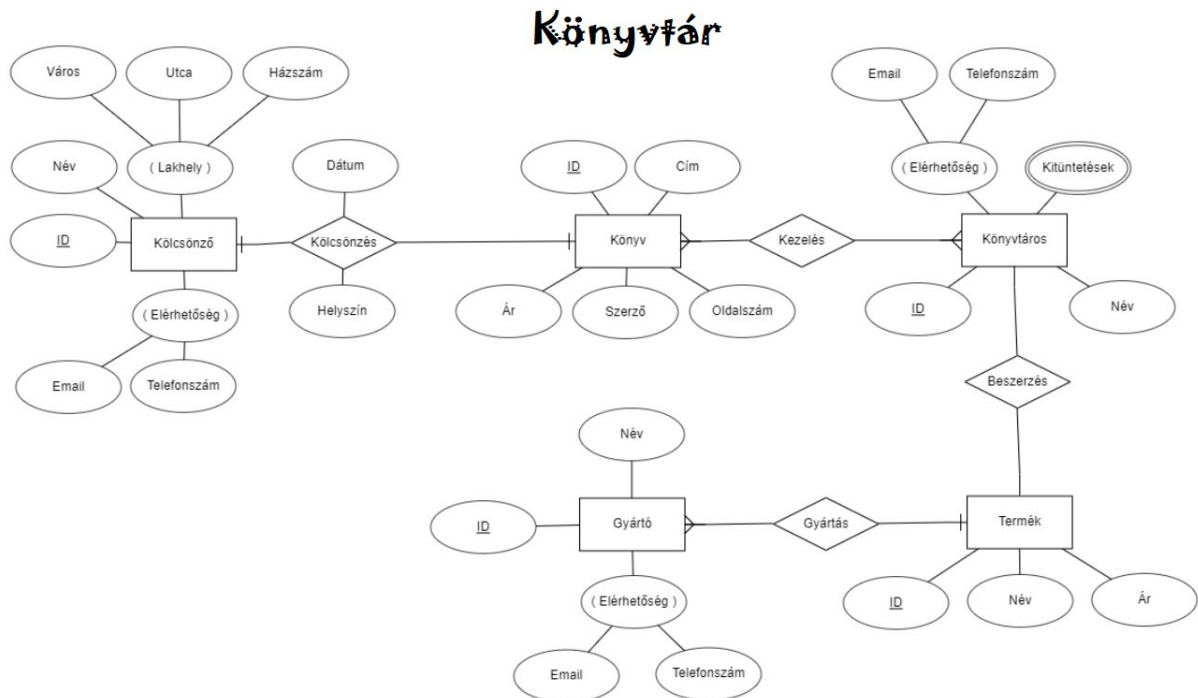 Könyvtár
Város
Utca
Házszám
Email
Telefonszám
Név
( Lakhely )
Dátum
ID
Cím
( Elérhetőség )
Kitüntetések
ID
Kölcsönző
Kölcsönzés
Könyv
Kezelés
Könyvtáros
( Elérhetőség )
Helyszín
Ár
Szerző
Oldalszám
ID
Név
Email
Telefonszám
Beszerzés
Név
ID
Gyártó
Gyártás
Termék
( Elérhetőség )
ID
Név
Ár
Email
Telefonszám